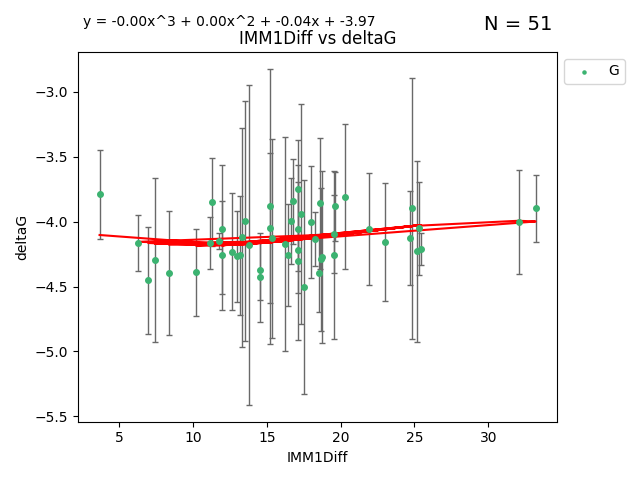 y = -0.00x^3 + 0.00x^2 + -0.04x + -3.97
N = 51
IMM1Diff vs deltaG
G
−3.0
−3.5
−4.0
−4.5
−5.0
−5.5
deltaG
5 10 15 20 25 30
IMM1Diff